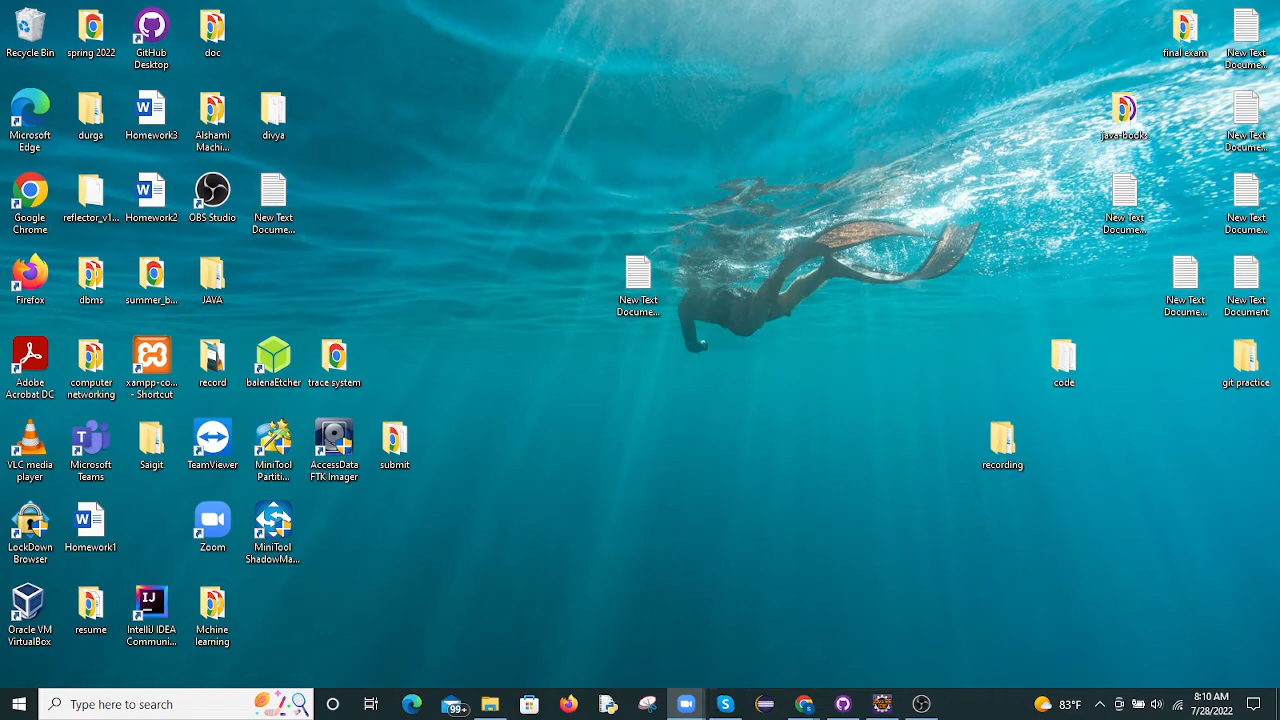 Recycle Bin
spring 2022
GitHub
Desktop
doc
final exam
New Text
Docume...
Microsoft
Edge
durga
Homework3
Alshami
Machi...
divya
New Text
Docume...
Google
Chrome
reflector_v1...
Homework2
OBS Studio
New Text
Docume...
New Text
Docume...
New Text
Docume...
Firefox
dbms
summer_b...
JAVA
New Text
Docume...
New Text
Docume...
New Text
Document
Adobe
Acrobat DC
computer
networking
xampp-co...
- Shortcut
record
balenaEtcher
trace system
code
git practice
VLC media
player
Microsoft
Teams
Saigit
TeamViewer
MiniTool
Partiti...
AccessData
FTK Imager
submit
recording
LockDown
Browser
Homework1
Zoom
MiniTool
ShadowMa...
Oracle VM
VirtualBox
resume
IntelliJ IDEA
Communi...
Mchine
learning
Type here to search
99+
83°F
8:10 AM
7/28/2022